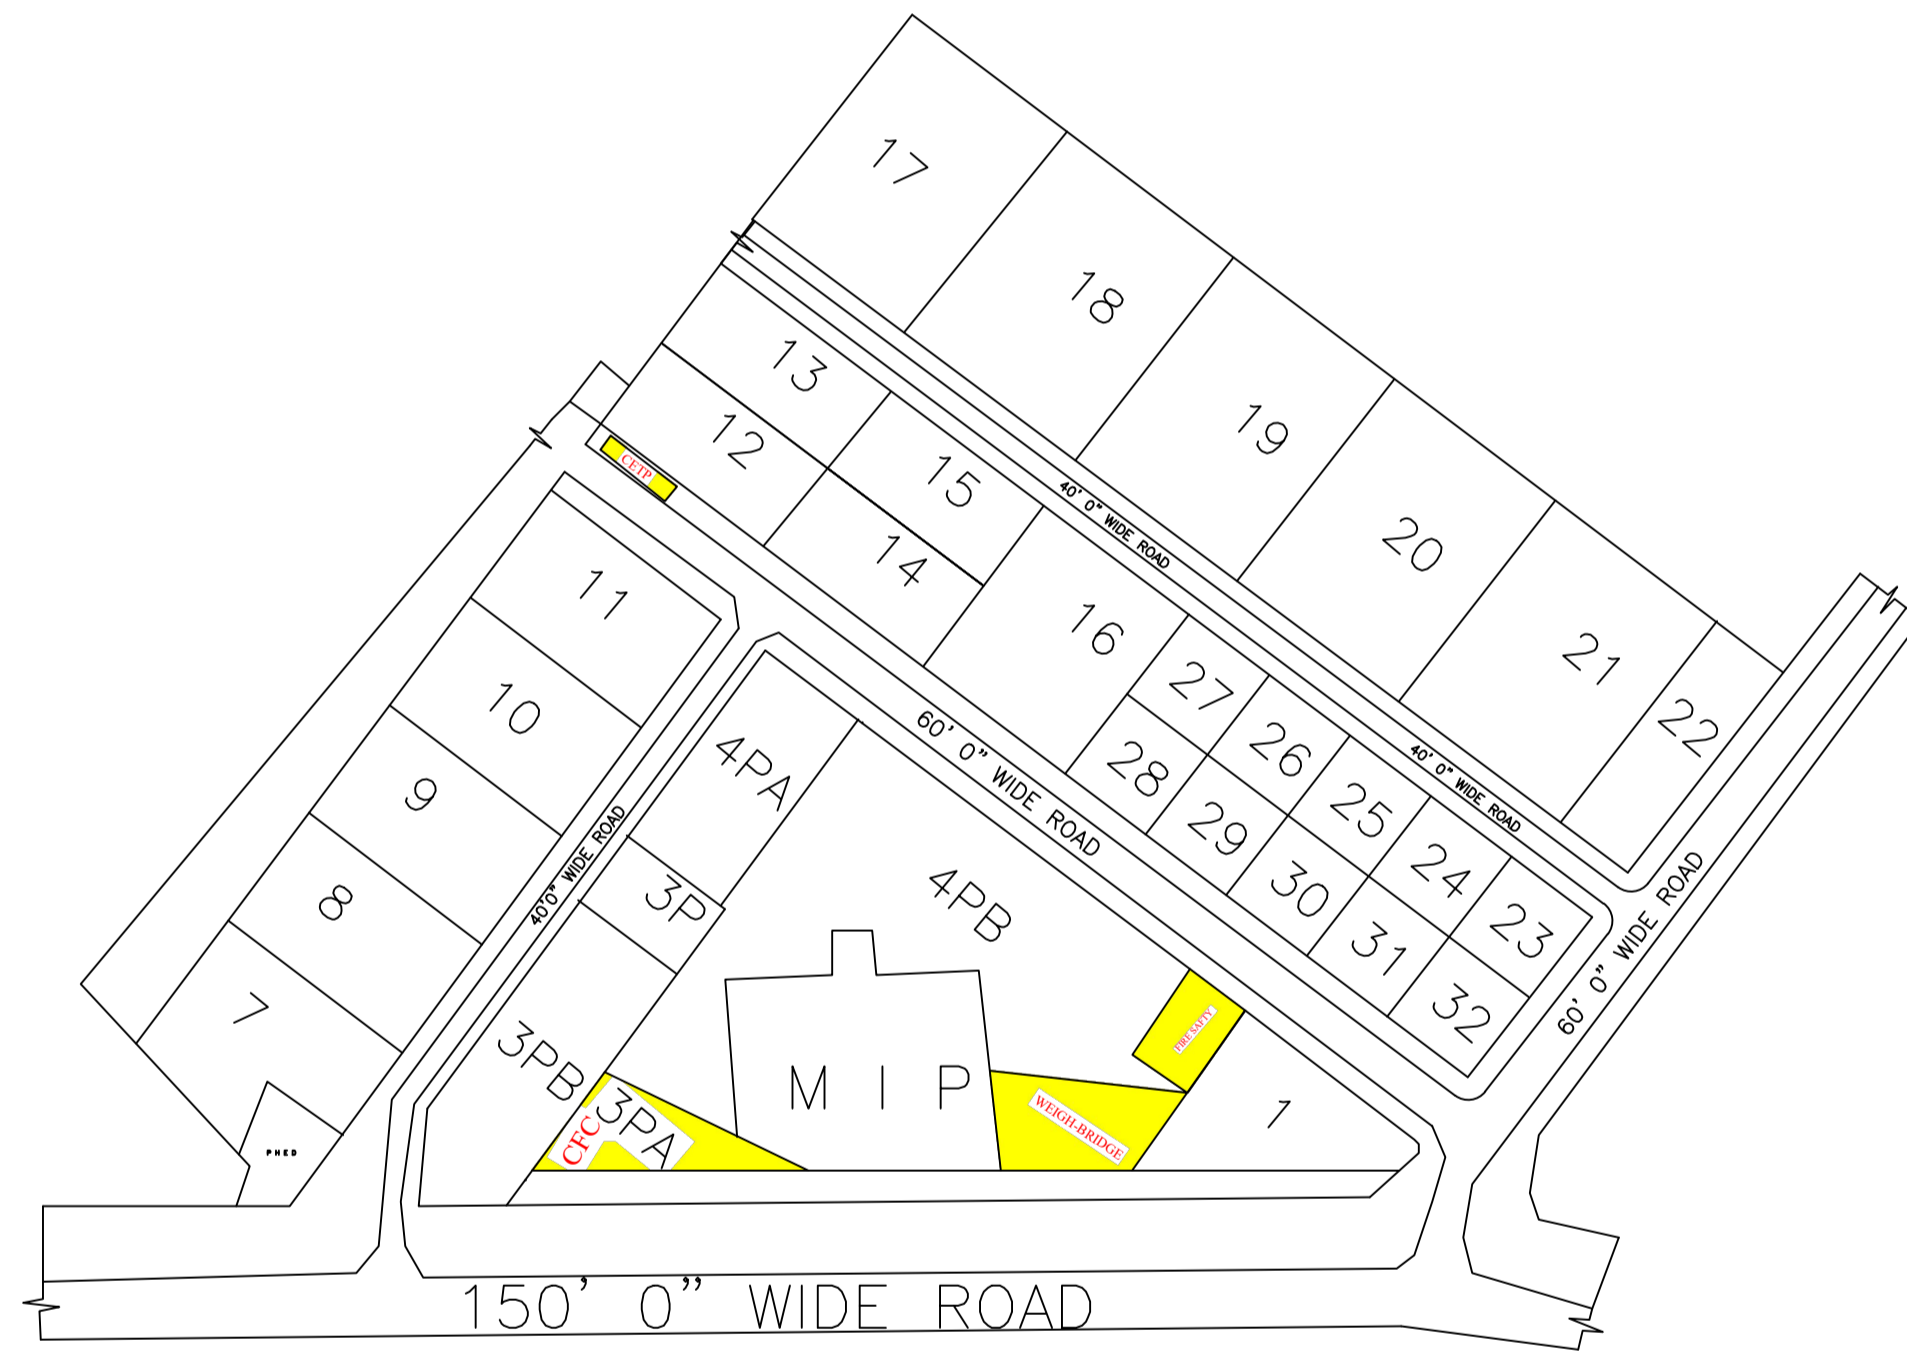 17
18
13
19
12
15
40' 0" WIDE ROAD
CETP
20
14
11
16
21
27
10
22
60' 0" WIDE ROAD
26
4PA
28
40' 0" WIDE ROAD
9
25
29
40'0" WIDE ROAD
24
8
3P
30
4PB
23
60' 0" WIDE ROAD
31
7
32
FIRE SAFTY
3PB
M I P
3PA
CFC
WEIGH-BRIDGE
1
PHED
150' 0" WIDE ROAD